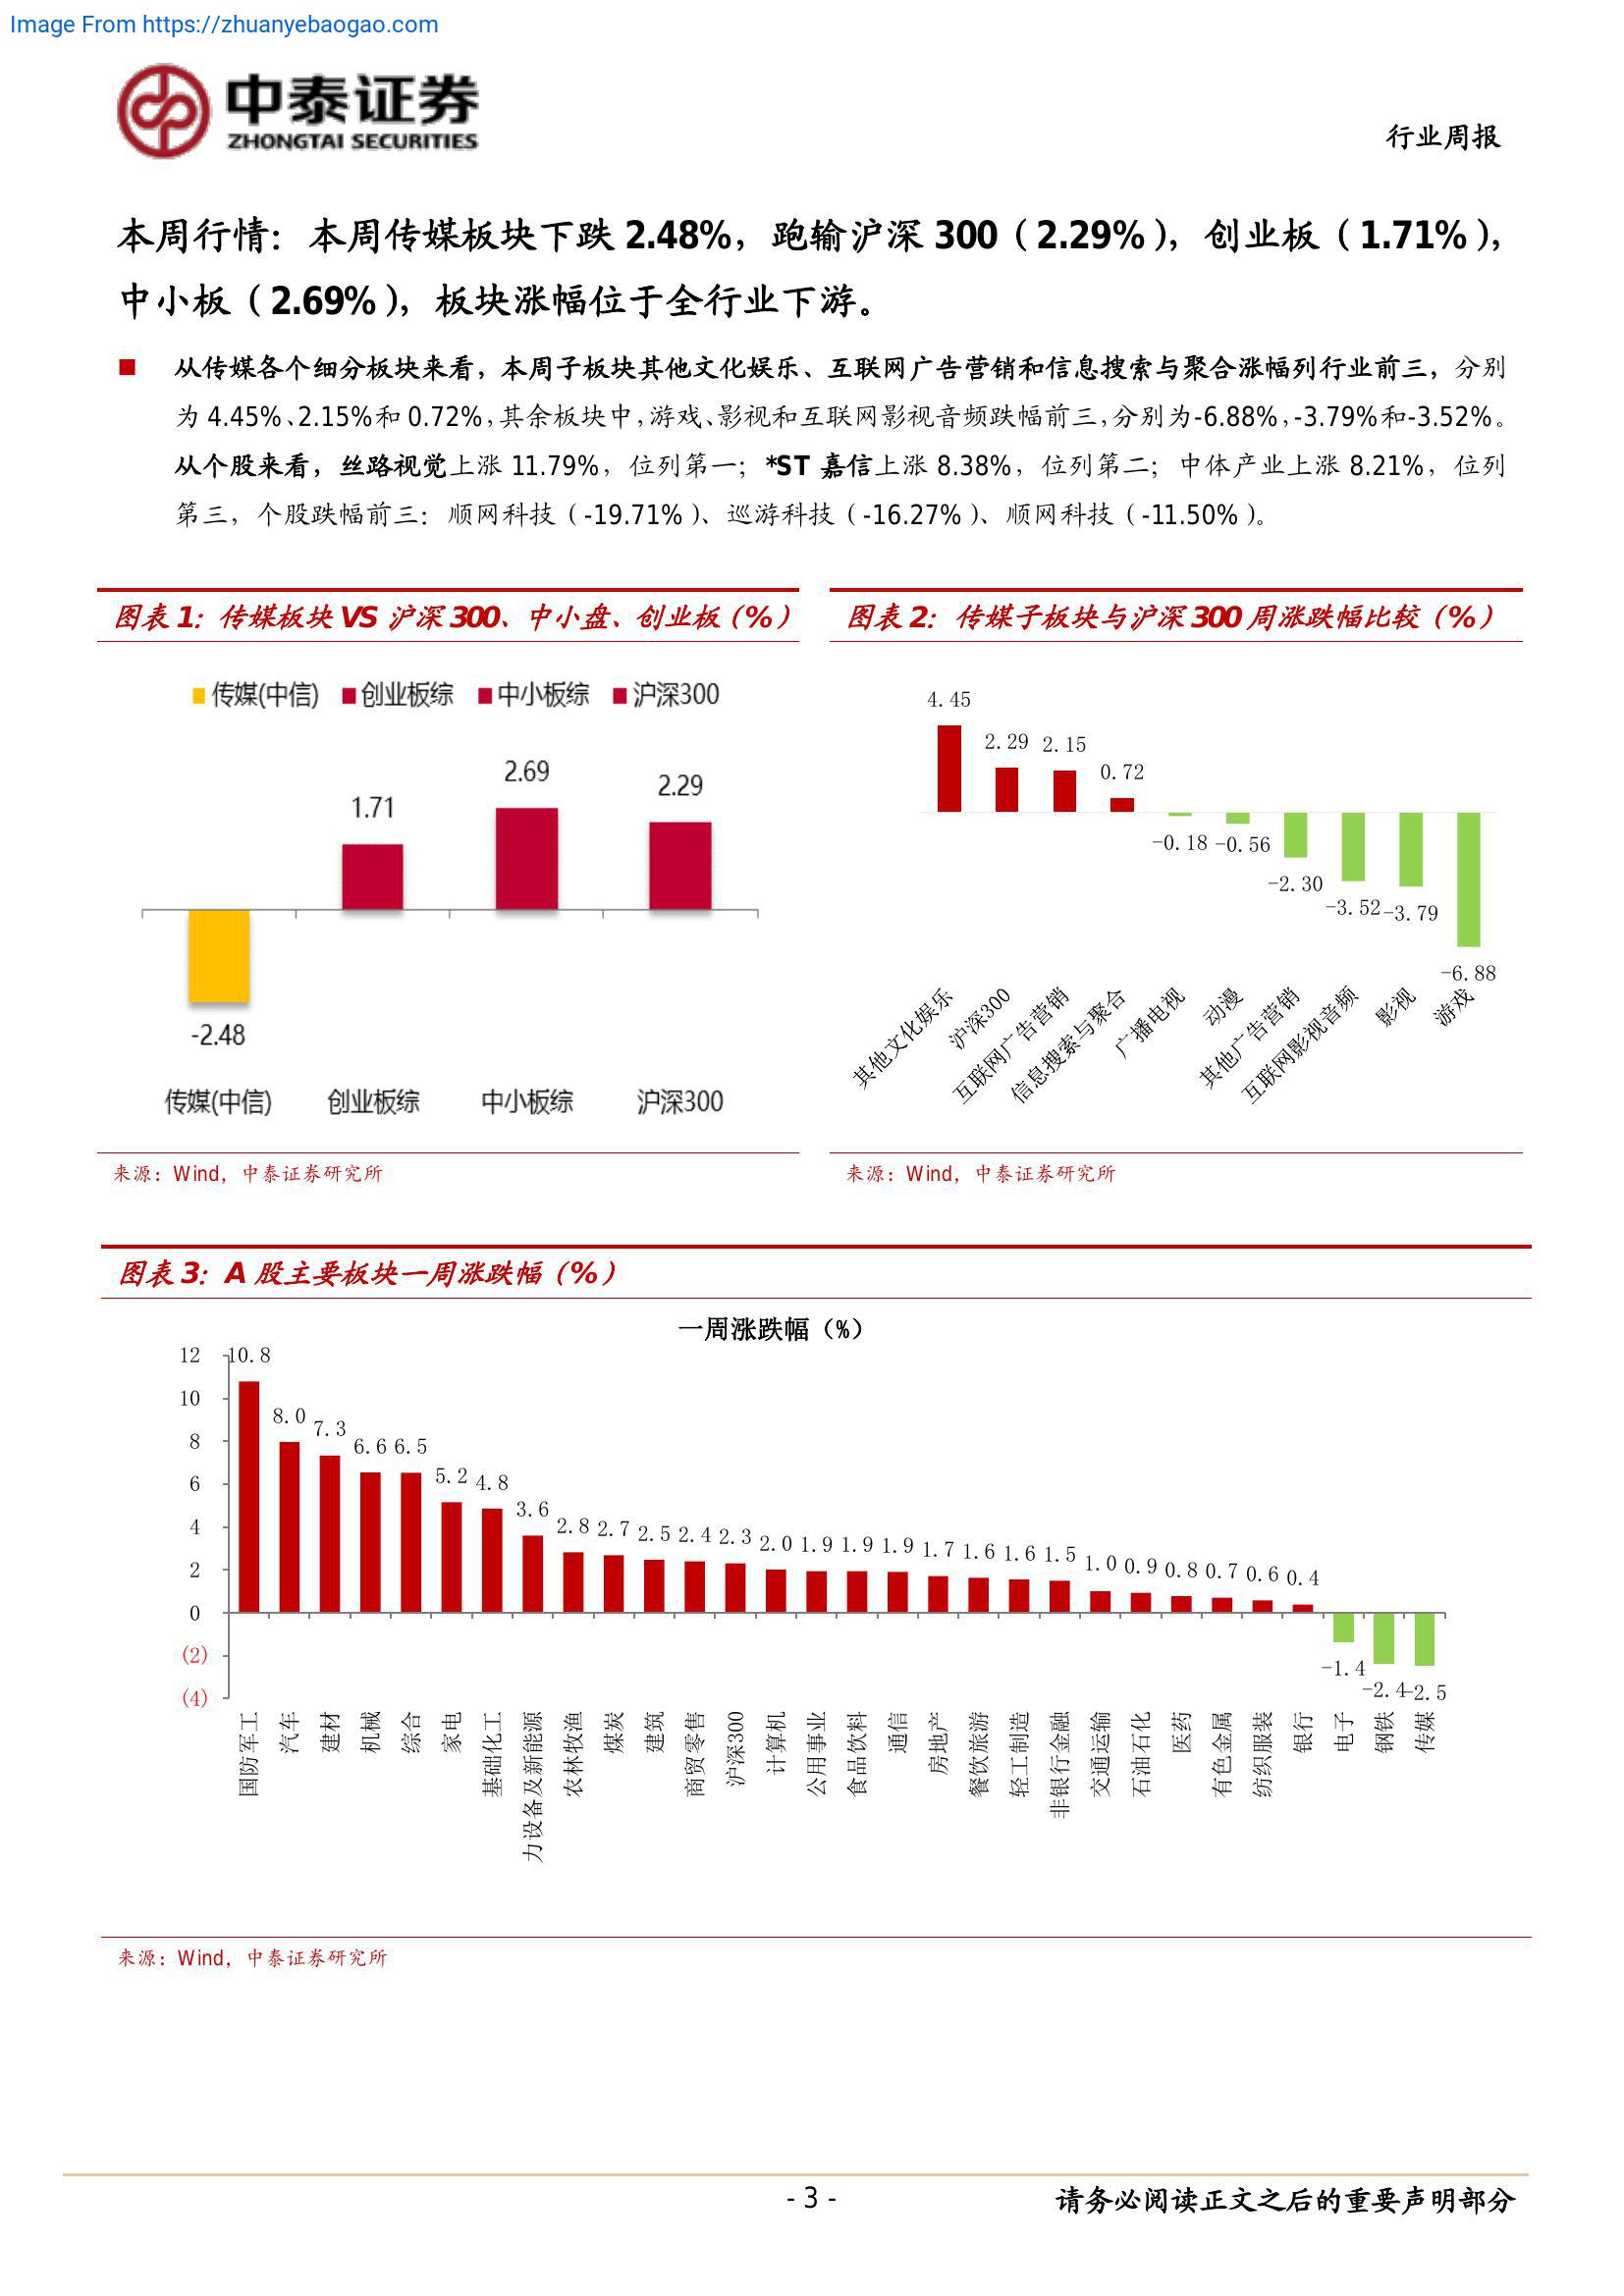 Image From https://zhuanyebaogao.com
中泰证券
ZHONGTAI SECURITIES
行业周报
本周行情：本周传媒板块下跌 2.48%，跑输沪深 300（2.29%），创业板（1.71%），
中小板（2.69%），板块涨幅位于全行业下游。
从传媒各个细分板块来看，本周子板块其他文化娱乐、互联网广告营销和信息搜索与聚合涨幅列行业前三，分别
为 4.45%、2.15%和 0.72%，其余板块中，游戏、影视和互联网影视音频跌幅前三，分别为-6.88%，-3.79%和-3.52%。
从个股来看，丝路视觉上涨 11.79%，位列第一；*ST 嘉信上涨 8.38%，位列第二；中体产业上涨 8.21%，位列
第三，个股跌幅前三：顺网科技（-19.71%）、巡游科技（-16.27%）、顺网科技（-11.50%）。
图表 1：传媒板块 VS 沪深 300、中小盘、创业板（%）
传媒(中信) 创业板综 中小板综 沪深300
2.69
2.29
1.71
-2.48
传媒(中信) 创业板综 中小板综 沪深300
来源：Wind，中泰证券研究所
图表 2：传媒子板块与沪深 300 周涨跌幅比较（%）
4.45
2.29 2.15
0.72
-0.18 -0.56
-2.30
-3.52 -3.79
-6.88
其他文化娱乐
沪深300
互联网广告营销
信息搜索与聚合
广播电视
动漫
其他广告营销
互联网影视音频
影视
游戏
来源：Wind，中泰证券研究所
图表 3：A 股主要板块一周涨跌幅（%）
一周涨跌幅（%）
12
10
8
6
4
2
0
(2)
(4)
10.8
8.0
7.3
6.6 6.5
5.2 4.8
3.6
2.8 2.7 2.5 2.4 2.3 2.0 1.9 1.9 1.9 1.7 1.6 1.6 1.5 1.0 0.9 0.8 0.7 0.6 0.4
-1.4
-2.4 -2.5
国防军工
汽车
建材
机械
综合
家电
基础化工
力设备及新能源
农林牧渔
煤炭
建筑
商贸零售
沪深300
计算机
公用事业
食品饮料
通信
房地产
餐饮旅游
轻工制造
非银行金融
交通运输
石油石化
医药
有色金属
纺织服装
银行
电子
钢铁
传媒
来源：Wind，中泰证券研究所
- 3 -
请务必阅读正文之后的重要声明部分